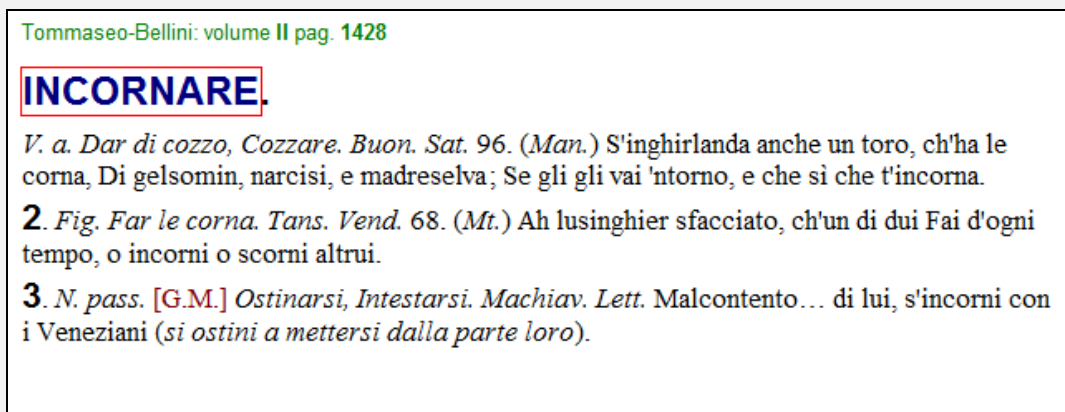 Tommaseo-Bellini: volume II pag. 1428
INCORNARE.
V. a. Dar di cozzo, Cozzare. Buon. Sat. 96. (Man.) S'inghirlanda anche un toro, ch'ha le
corna, Di gelsomin, narcisi, e madreselva; Se gli gli vai 'ntorno, e che sì che t'incorna.
2. Fig. Far le corna. Tans. Vend. 68. (Mt.) Ah lusinghier sfacciato, ch'un di dui Fai d'ogni
tempo, o incorni o scorni altrui.
3. N. pass. [G.M.] Ostinarsi, Intestarsi. Machiav. Lett. Malcontento… di lui, s'incorni con
i Veneziani (si ostini a mettersi dalla parte loro).